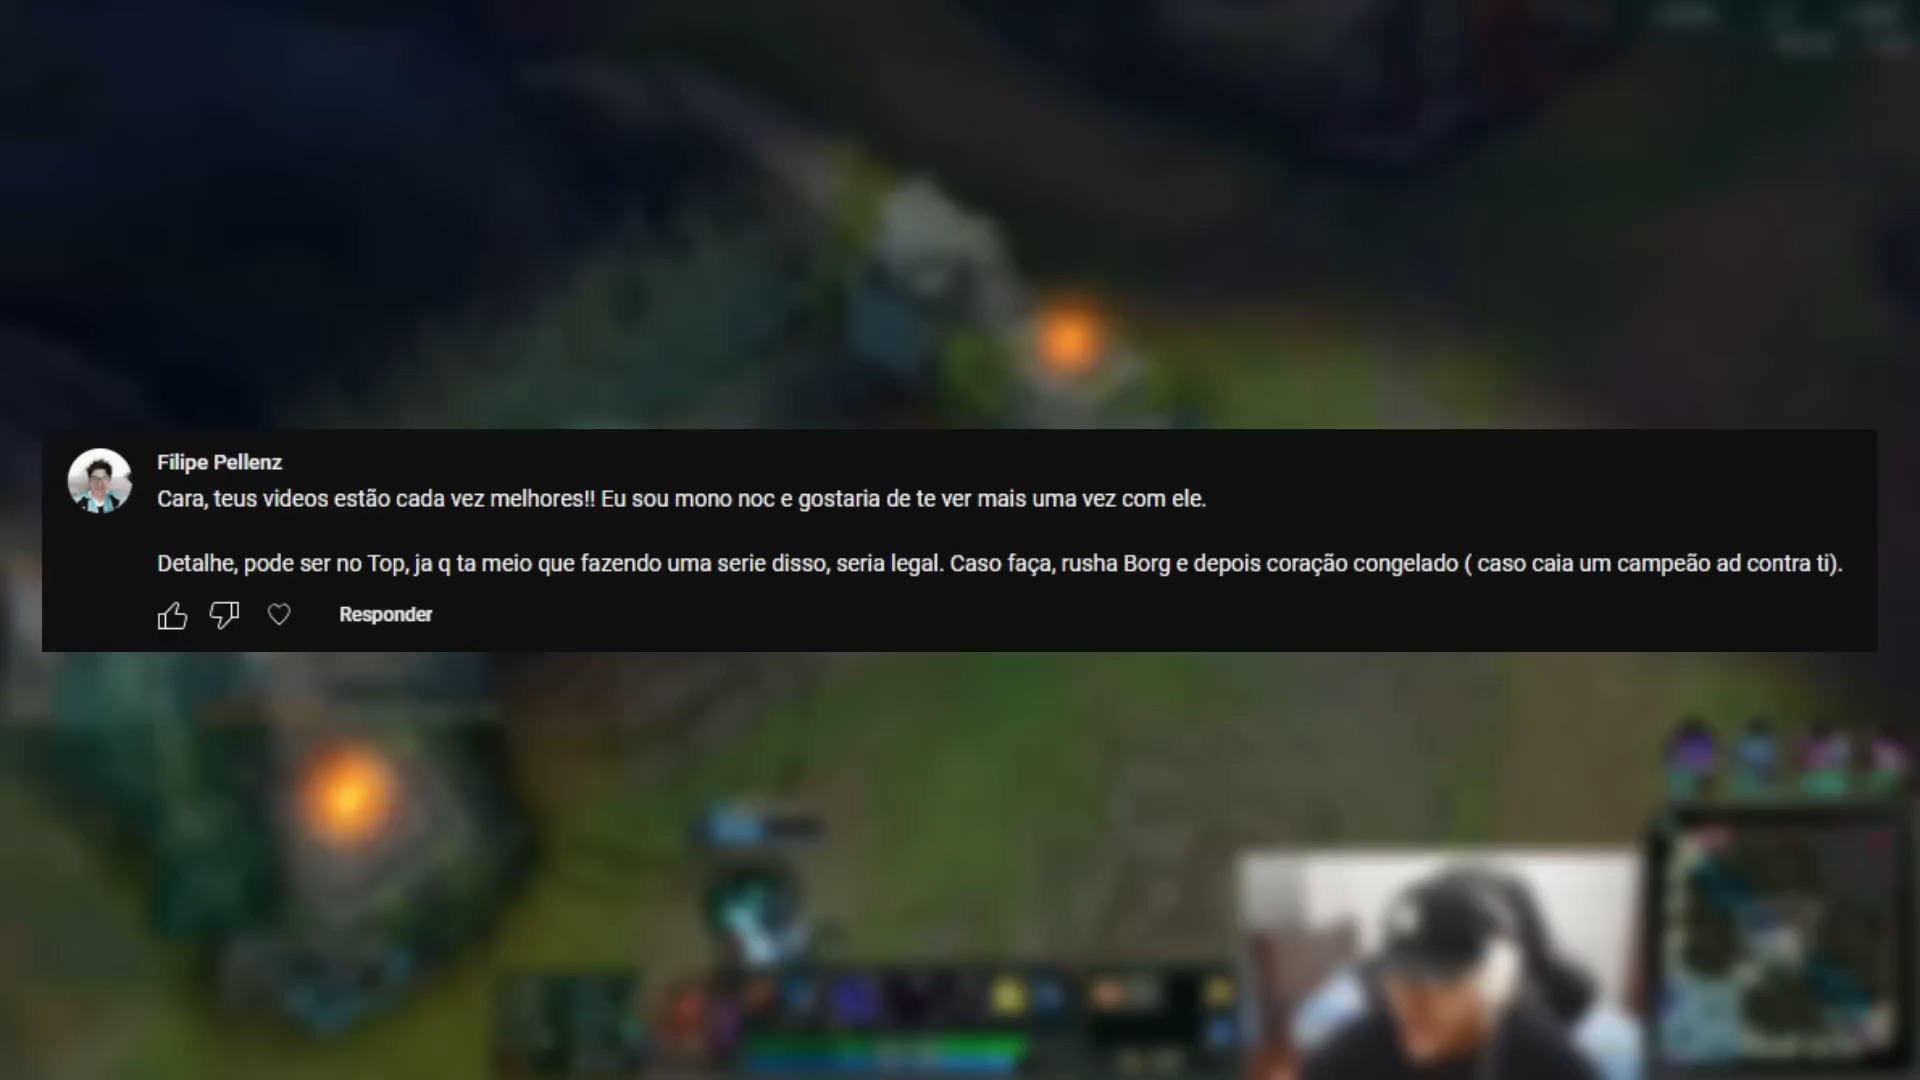 Filipe Pellenz
Cara, teus videos estão cada vez melhores!! Eu sou mono noc e gostaria de te ver mais uma vez com ele.
Detalhe, pode ser no Top, ja q ta meio que fazendo uma serie disso, seria legal. Caso faça, rusha Borg e depois coração congelado ( caso caia um campeão ad contra ti).
Responder